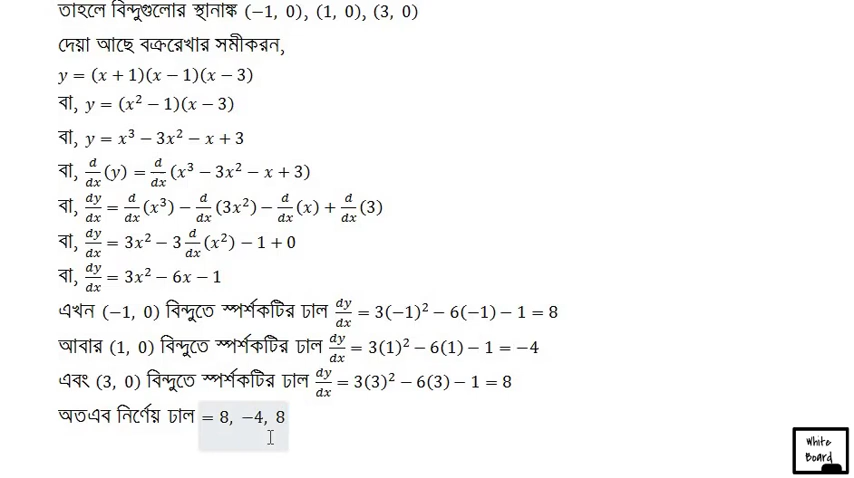 তাহলে বিন্দুগুলোর স্থানাঙ্ক (−1, 0), (1, 0), (3, 0)
দেয়া আছে বক্ররেখার সমীকরন,
y = (x + 1)(x − 1)(x − 3)
বা, y = (x² − 1)(x − 3)
বা, y = x³ − 3x² − x + 3
বা, d/dx (y) = d/dx (x³ − 3x² − x + 3)
বা, dy/dx = d/dx (x³) − d/dx (3x²) − d/dx (x) + d/dx (3)
বা, dy/dx = 3x² − 3 d/dx (x²) − 1 + 0
বা, dy/dx = 3x² − 6x − 1
এখন (−1, 0) বিন্দুতে স্পর্শকটির ঢাল dy/dx = 3(−1)² − 6(−1) − 1 = 8
আবার (1, 0) বিন্দুতে স্পর্শকটির ঢাল dy/dx = 3(1)² − 6(1) − 1 = −4
এবং (3, 0) বিন্দুতে স্পর্শকটির ঢাল dy/dx = 3(3)² − 6(3) − 1 = 8
অতএব নির্ণেয় ঢাল = 8, −4, 8
White
Board